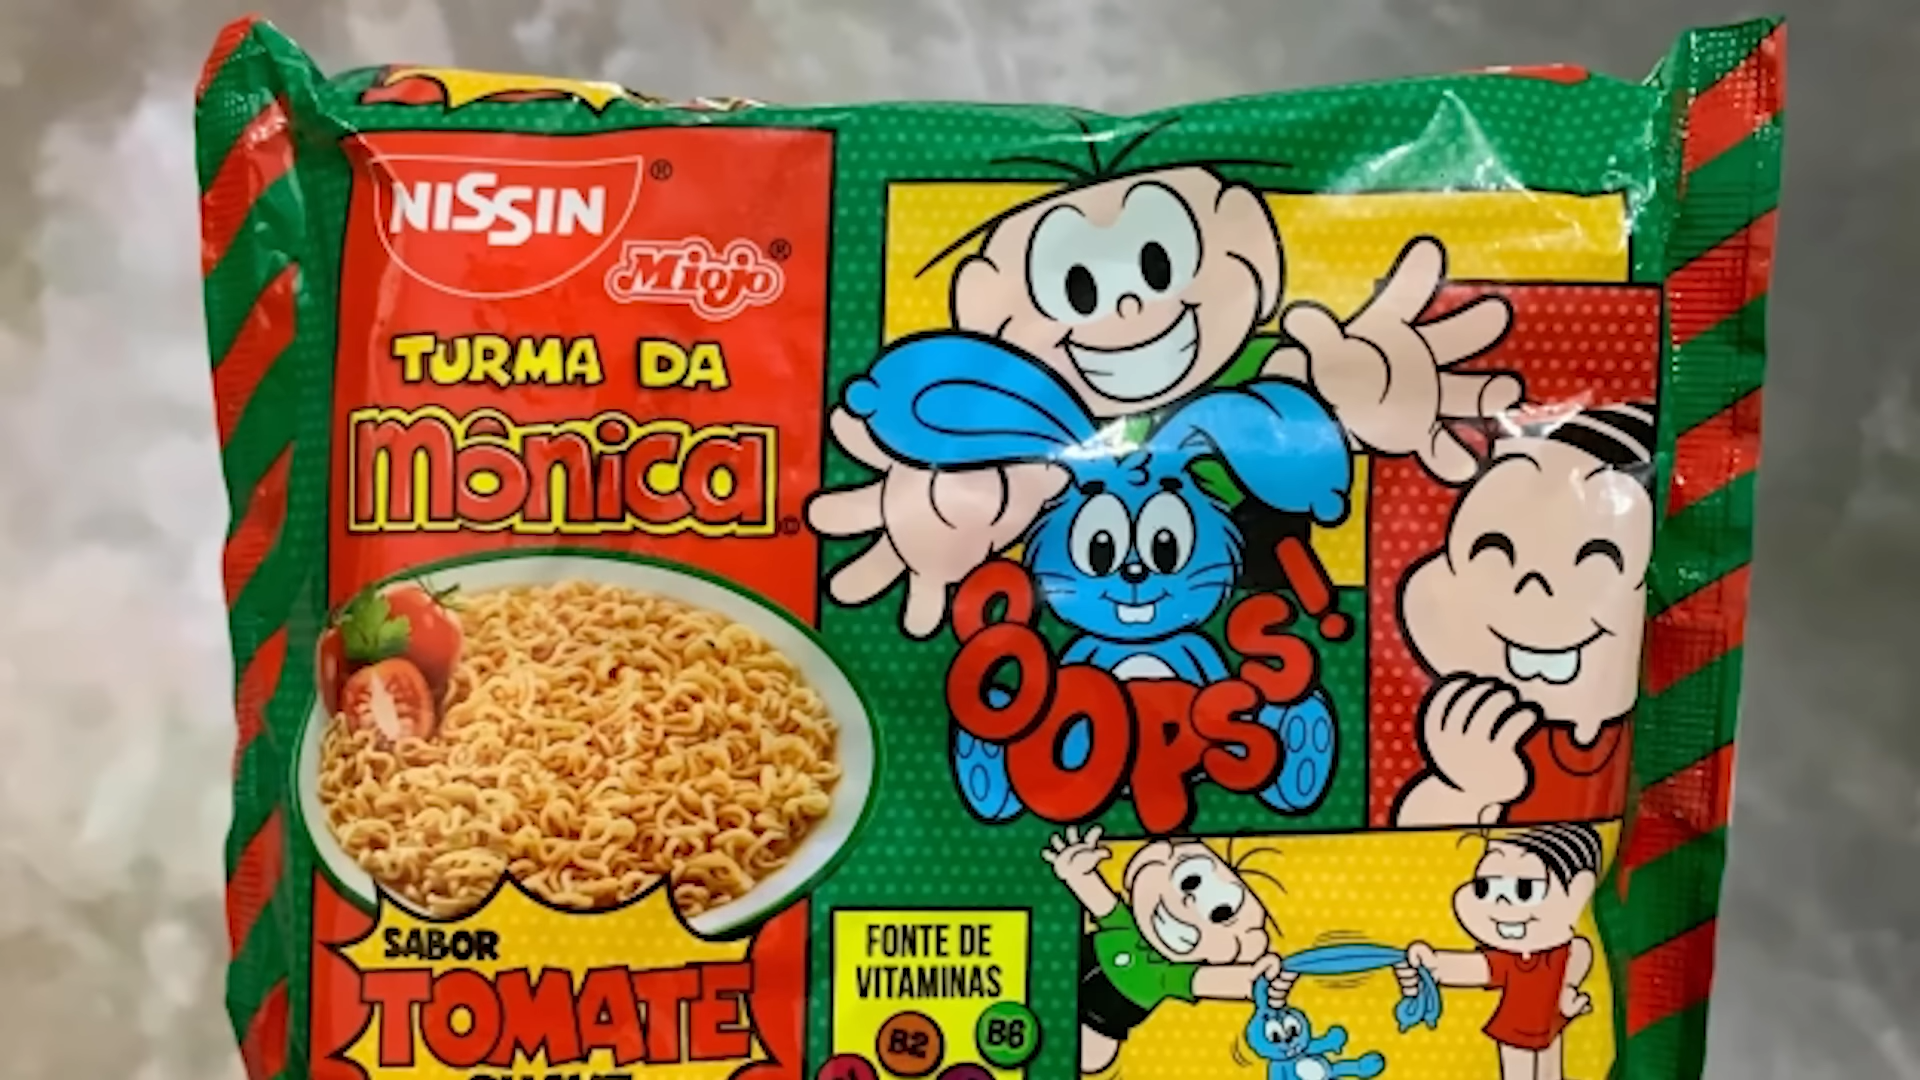 NISSIN®
Miojo®
TURMA DA
mônica
OOOPSS!
SABOR
TOMATE
FONTE DE
VITAMINAS
B2
B6